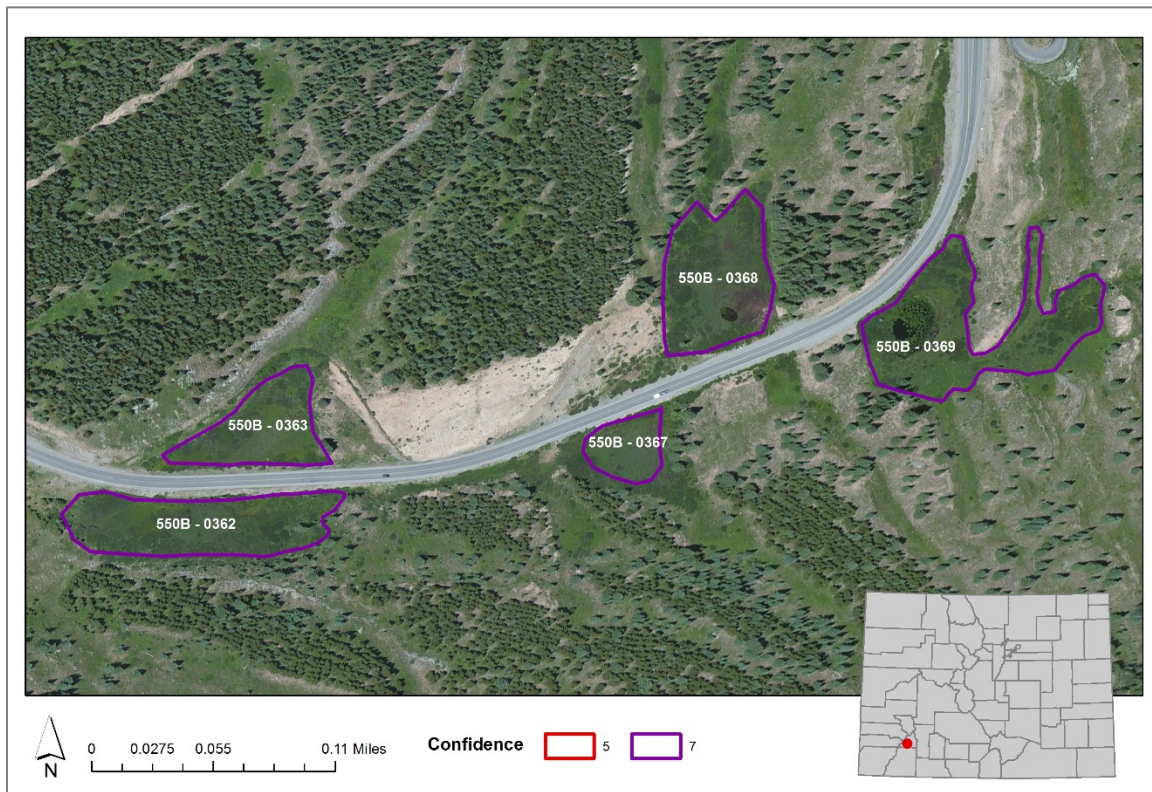 550B - 0368
550B - 0369
550B - 0363
550B - 0367
550B - 0362
N
0 0.0275 0.055 0.11 Miles
Confidence 5 7